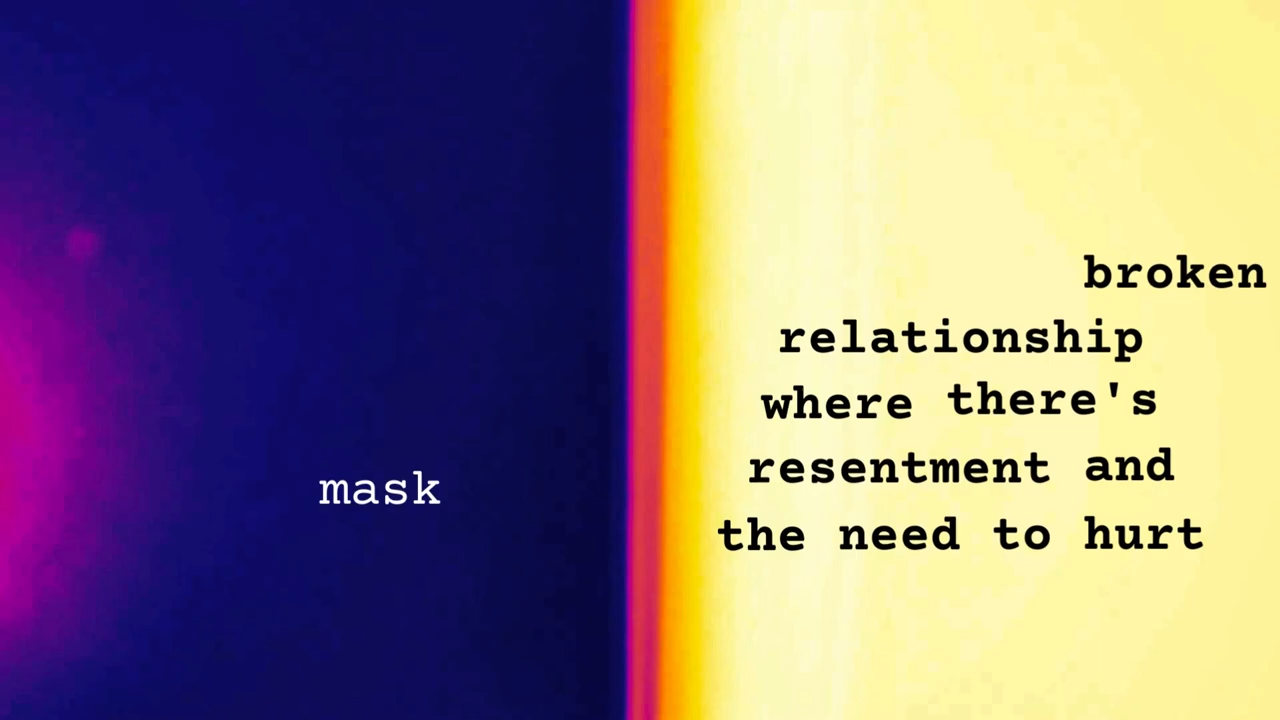 mask
broken
relationship
where there's
resentment and
the need to hurt